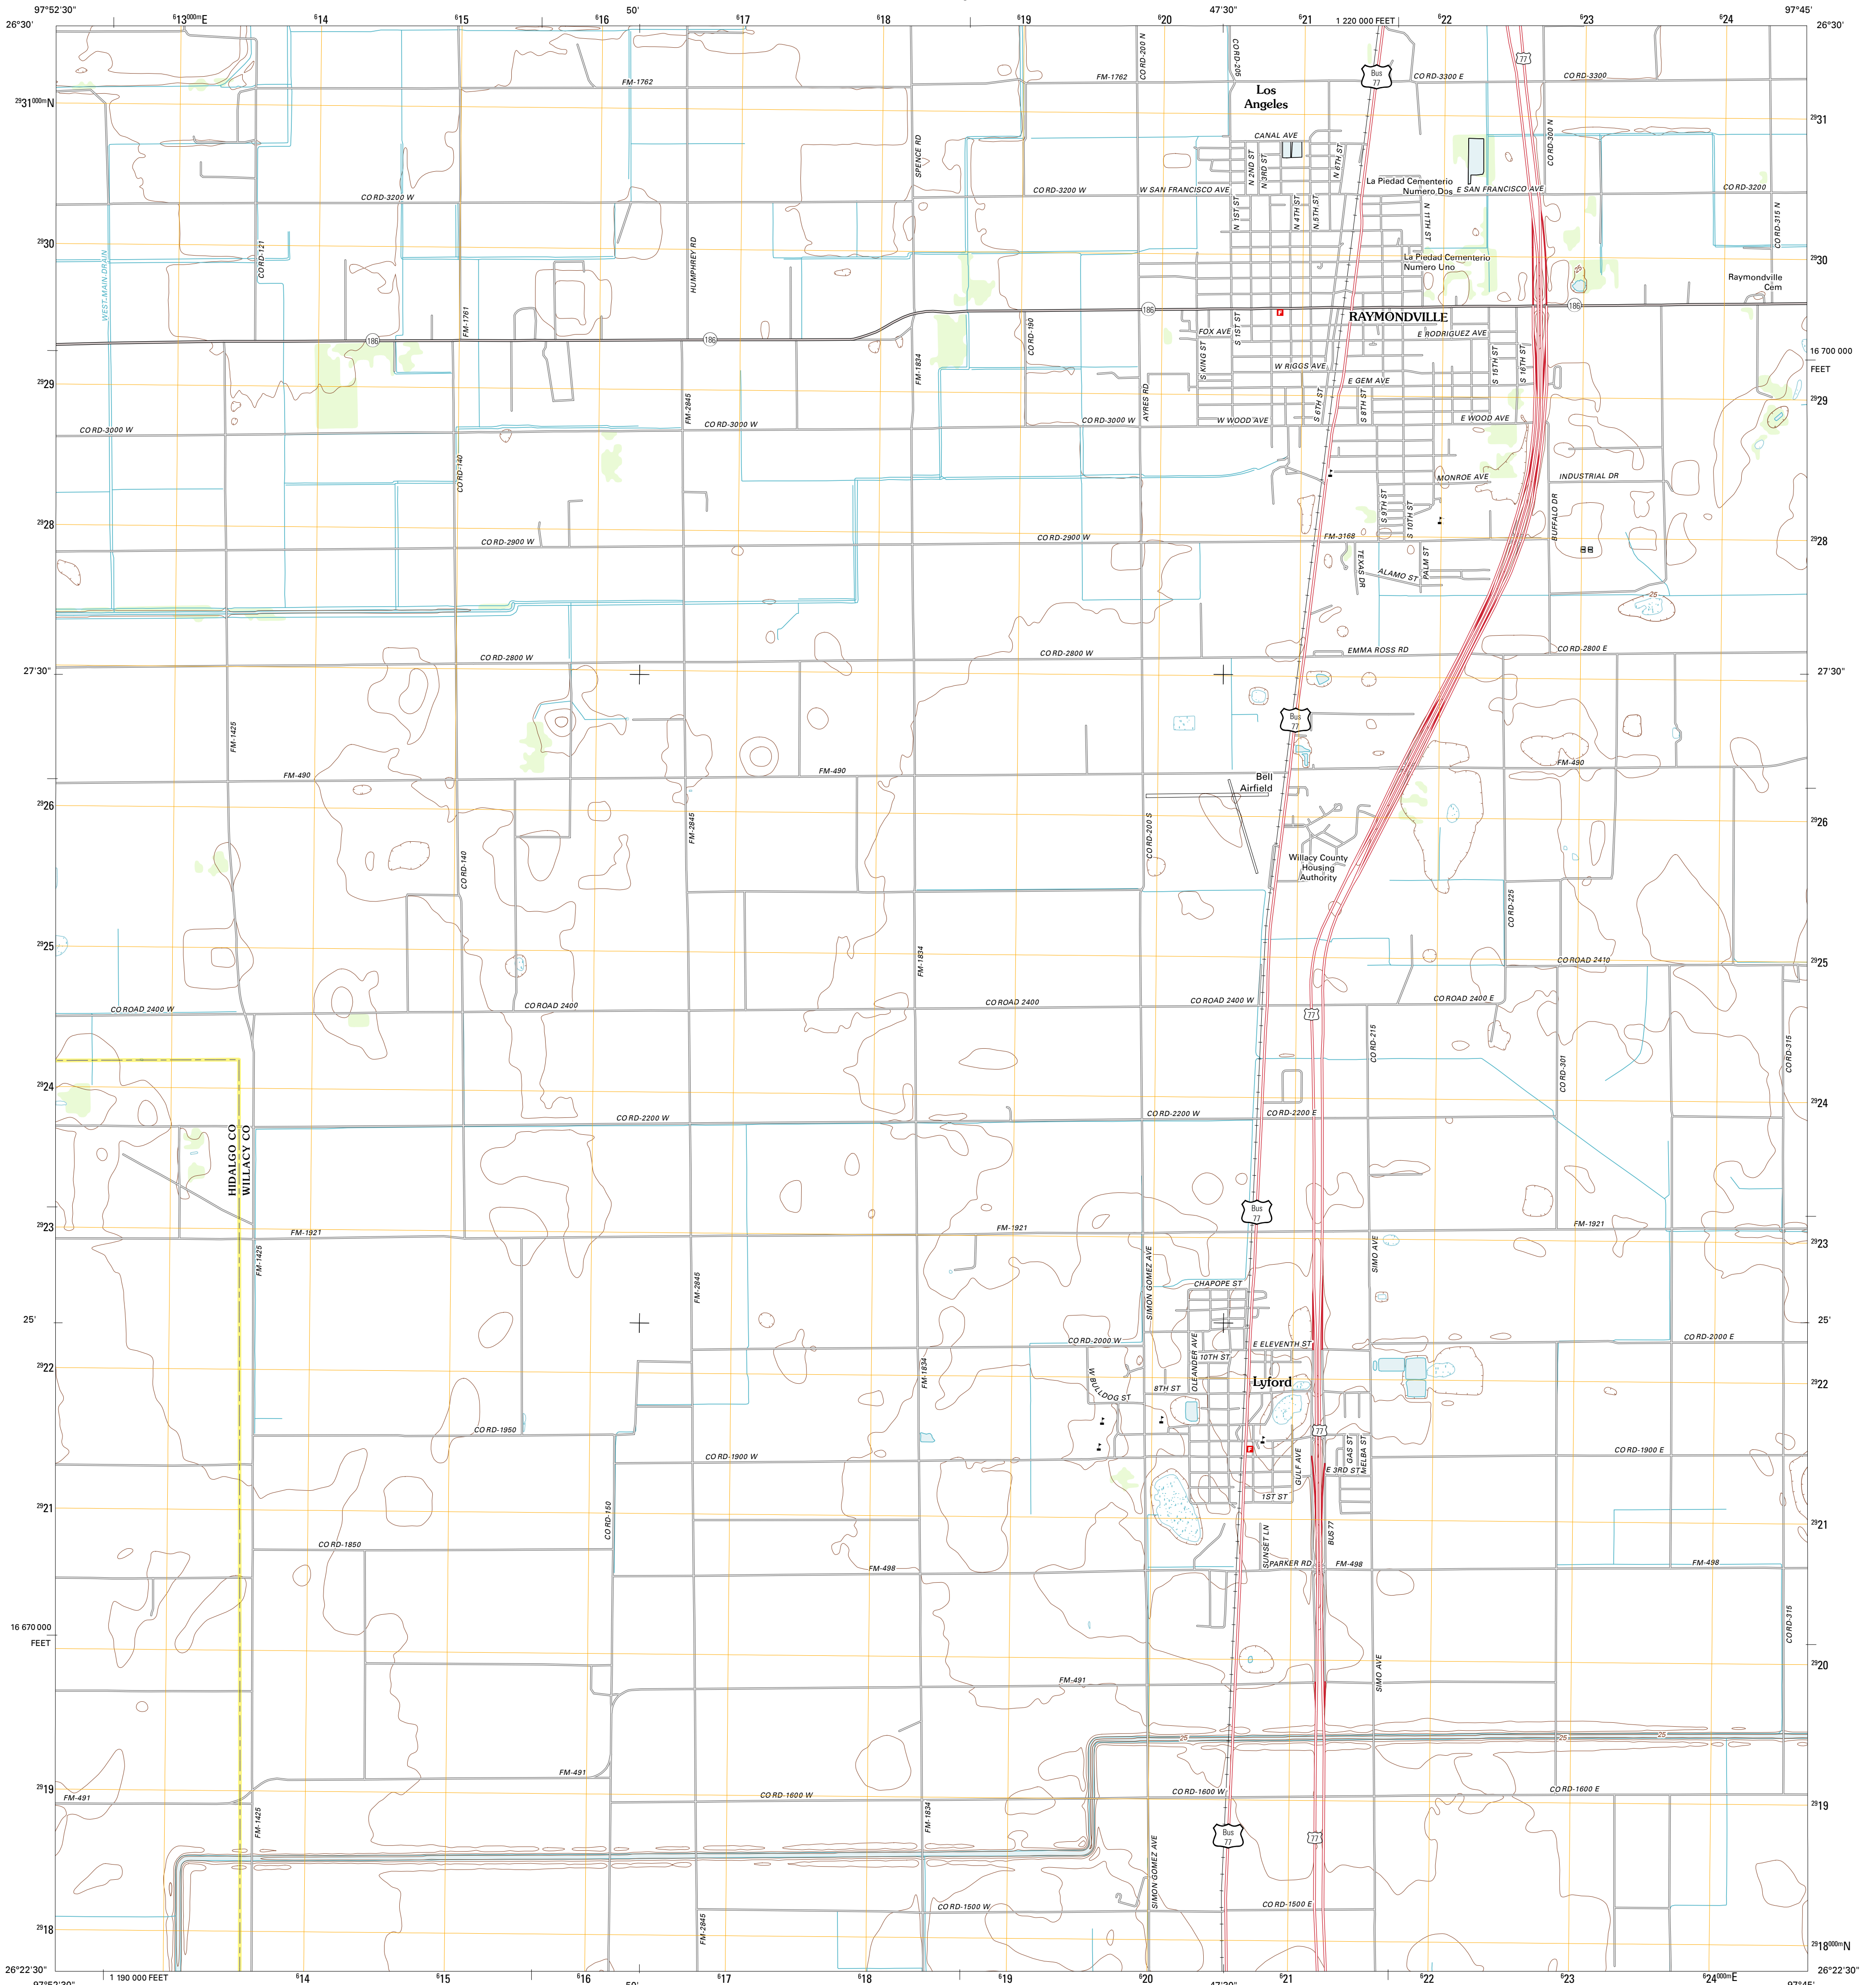 97°52'30"
613000mE
614
615
50'
616
617
618
619
620
47'30"
621
1 220 000 FEET
622
623
624
97°45'
26°30'
26°30'
CO RD-200 N
CO RD-205
Bus
77
77
FM-1762
FM-1762
CO RD-3300 E
CO RD-3300
2931000mN
2931
Los
Angeles
CANAL AVE
SPENCE RD
N 2ND ST
N 3RD ST
N 6TH ST
CO RD-300 N
La Piedad Cementerio
Numero Dos
CO RD-3200 W
CO RD-3200 W
W SAN FRANCISCO AVE
E SAN FRANCISCO AVE
CO RD-3200
N 1ST ST
N 4TH ST
N 5TH ST
N 11TH ST
CO RD-315 N
2930
2930
WEST MAIN DRAIN
CO RD-121
HUMPHREY RD
La Piedad Cementerio
Numero Uno
Raymondville
Cem
FM-1761
186
186
186
186
RAYMONDVILLE
CO RD-190
FOX AVE
S 1ST ST
E RODRIGUEZ AVE
S KING ST
W RIGGS AVE
S 15TH ST
S 16TH ST
16 700 000
FEET
2929
2929
FM-1834
E GEM AVE
AYRES RD
S 6TH ST
S 8TH ST
FM-2845
CO RD-3000 W
CO RD-3000 W
CO RD-3000 W
W WOOD AVE
E WOOD AVE
CO RD-140
MONROE AVE
INDUSTRIAL DR
S 9TH ST
S 10TH ST
BUFFALO DR
2928
2928
CO RD-2900 W
CO RD-2900 W
FM-3168
TEXAS DR
ALAMO ST
PALM ST
25
CO RD-2800 W
CO RD-2800 W
EMMA ROSS RD
CO RD-2800 E
27'30"
27'30"
FM-1425
Bus
77
FM-490
FM-490
FM-490
Bell
Airfield
2926
2926
FM-2845
CO RD-200 S
CO RD-140
Willacy County
Housing
Authority
CO RD-225
2925
2925
FM-1834
CO ROAD 2410
CO ROAD 2400 W
CO ROAD 2400
CO ROAD 2400
CO ROAD 2400 W
CO ROAD 2400 E
77
CO RD-215
CO RD-301
CO RD-315
2924
2924
CO RD-2200 W
CO RD-2200 W
CO RD-2200 E
HIDALGO CO
WILLACY CO
Bus
77
2923
2923
FM-1921
FM-1921
FM-1921
FM-1425
FM-2845
SIMON GOMEZ AVE
SIMO AVE
CHAPOPE ST
25'
25'
CO RD-2000 W
E ELEVENTH ST
CO RD-2000 E
OLEANDER AVE
10TH ST
2922
2922
FM-1834
W BULLDOG ST
8TH ST
Lyford
CO RD-1950
77
GAS ST
MELBA ST
CO RD-1900 W
CO RD-1900 E
GULF AVE
E 3RD ST
1ST ST
2921
2921
CO RD-150
SUNSET LN
BUS 77
CO RD-1850
FM-498
PARKER RD
FM-498
FM-498
CO RD-315
16 670 000
FEET
2920
FM-491
SIMO AVE
25
25
25
FM-491
2919
2919
FM-491
CO RD-1600 W
CO RD-1600 W
CO RD-1600 E
FM-1425
FM-1834
Bus
77
77
SIMON GOMEZ AVE
CO RD-1500 W
CO RD-1500 E
FM-2845
2918
2918000mN
26°22'30"
26°22'30"
1 190 000 FEET
614
615
616
617
618
619
620
621
622
623
624000mE